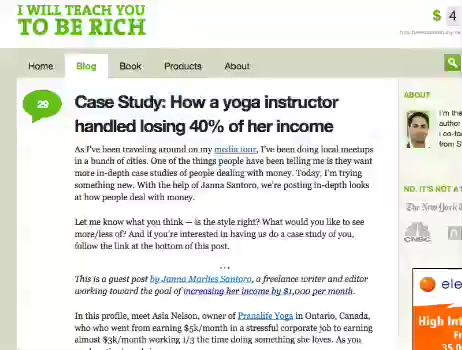 I WILL TEACH YOU
TO BE RICH
$ 4
Home Blog Book Products About
29
Case Study: How a yoga instructor
handled losing 40% of her income
As I've been traveling around on my media tour, I've been doing local meetups
in a bunch of cities. One of the things people have been telling me is they want
more in-depth case studies of people dealing with money. Today, I'm trying
something new. With the help of Janna Santoro, we're posting in-depth looks
at how people deal with money.
Let me know what you think — is the style right? What would you like to see
more/less of? And if you're interested in having us do a case study of you,
follow the link at the bottom of this post.
...
This is a guest post by Janna Marlies Santoro, a freelance writer and editor
working toward the goal of increasing her income by $1,000 per month.
In this profile, meet Asia Nelson, owner of Pranalife Yoga in Ontario, Canada,
who who went from earning $5k/month in a stressful corporate job to earning
almost $3k/month working 1/3 the time doing something she loves. As you
ABOUT
I'm the
author
I co-fo
from S
NO, IT'S NOT A S
The New York
CNBC
n
ele
High Int
F
35,0